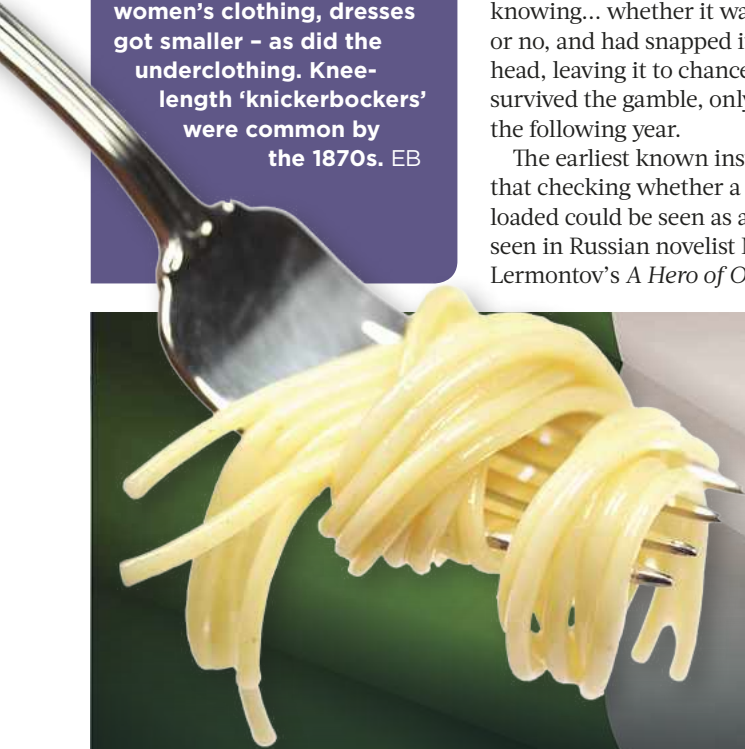 women’s clothing, dresses
got smaller – as did the
underclothing. Knee-
length ‘knickerbockers’
were common by
the 1870s. EB
knowing... whether it
or no, and had snapped
head, leaving it to chance
survived the gamble, only
the following year.
The earliest known
that checking whether a
loaded could be seen as a
seen in Russian novelist
Lermontov’s A Hero of